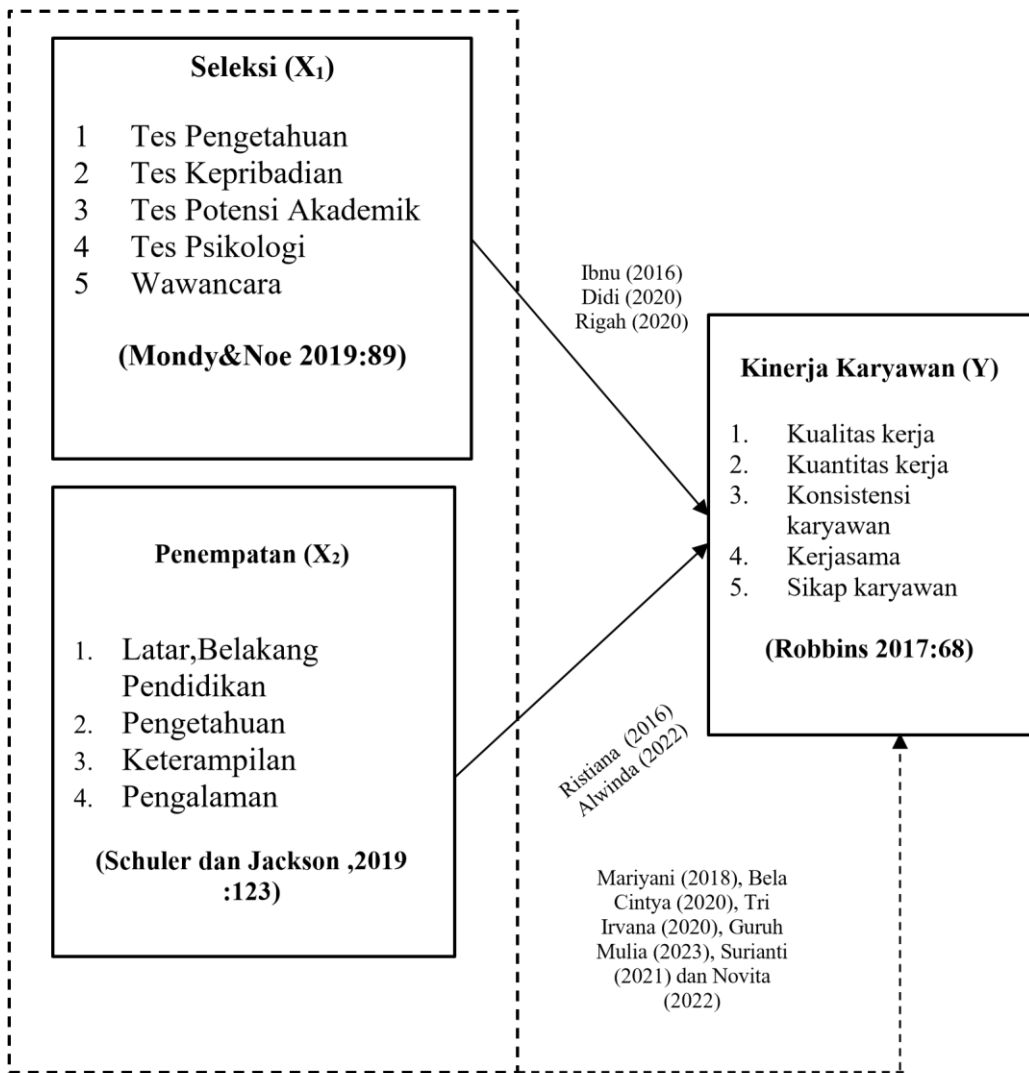 Seleksi (X₁)
1 Tes Pengetahuan
2 Tes Kepribadian
3 Tes Potensi Akademik
4 Tes Psikologi
5 Wawancara
(Mondy&Noe 2019:89)
Penempatan (X₂)
1. Latar,Belakang
Pendidikan
2. Pengetahuan
3. Keterampilan
4. Pengalaman
(Schuler dan Jackson ,2019
:123)
Ibnu (2016)
Didi (2020)
Rigah (2020)
Ristiana (2016)
Alwinda (2022)
Kinerja Karyawan (Y)
1. Kualitas kerja
2. Kuantitas kerja
3. Konsistensi
karyawan
4. Kerjasama
5. Sikap karyawan
(Robbins 2017:68)
Mariyani (2018), Bela
Cintya (2020), Tri
Irvana (2020), Guruh
Mulia (2023), Surianti
(2021) dan Novita
(2022)